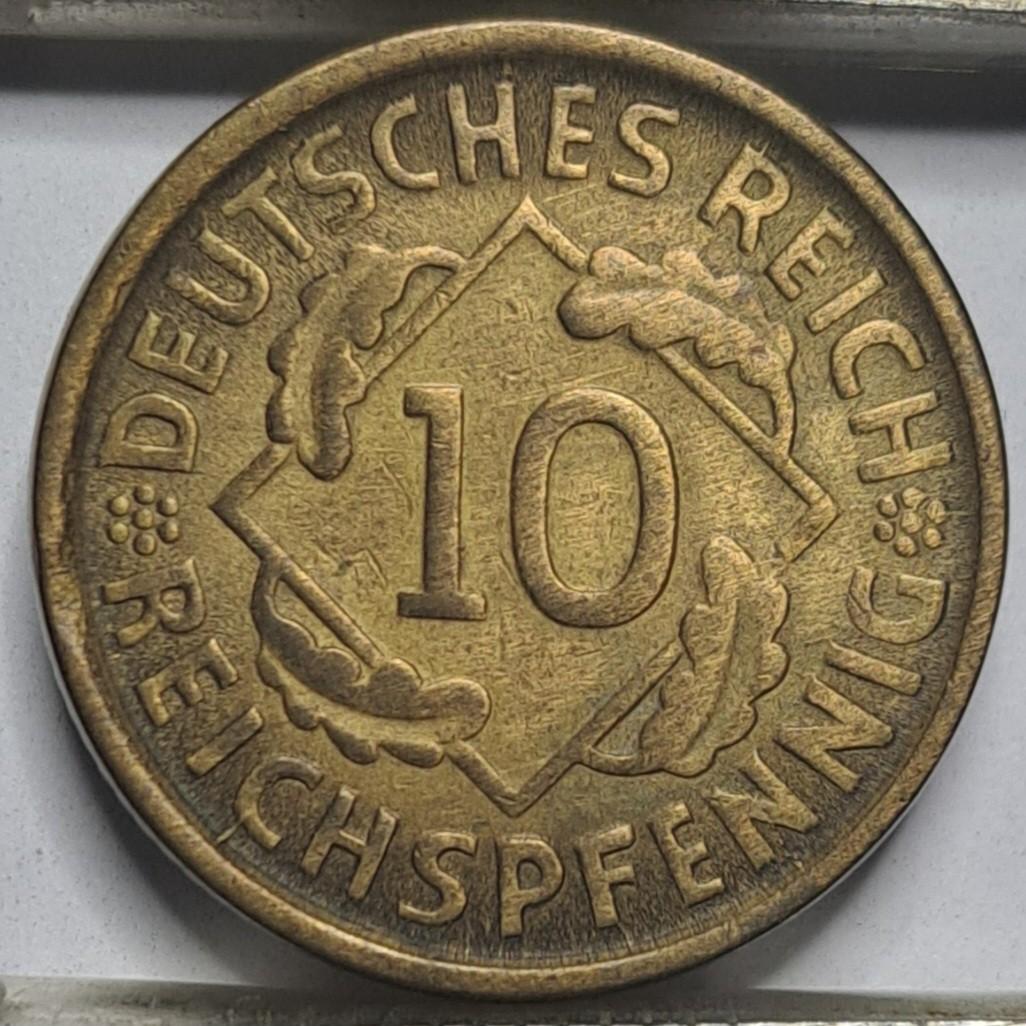 DEUTSCHES REICH
10
REICHSPFENNIG